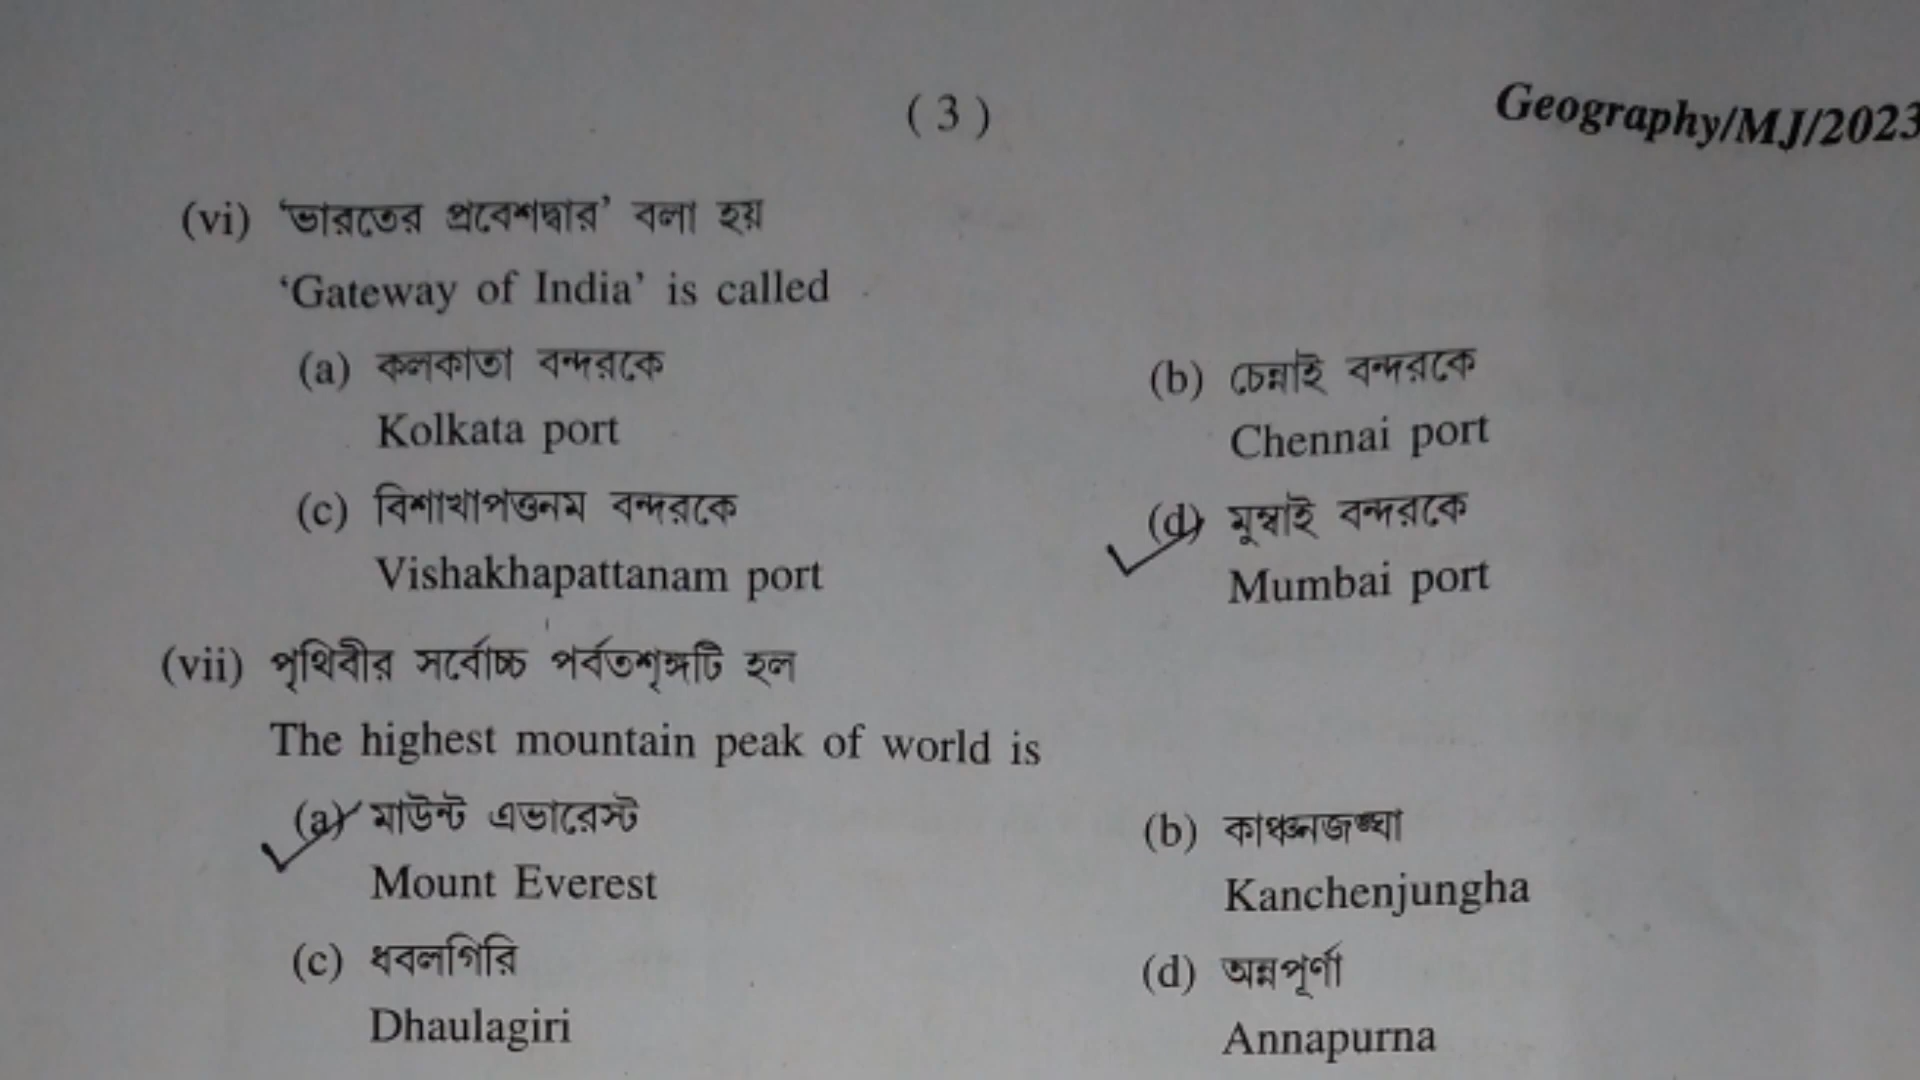 ( 3 )
Geography/MJ/2023
(vi) ‘ভারতের প্রবেশদ্বার’ বলা হয়
‘Gateway of India’ is called
(a) কলকাতা বন্দরকে
Kolkata port
(b) চেন্নাই বন্দরকে
Chennai port
(c) বিশাখাপত্তনম বন্দরকে
Vishakhapattanam port
(d) মুম্বাই বন্দরকে
Mumbai port
(vii) পৃথিবীর সর্বোচ্চ পর্বতশৃঙ্গটি হল
The highest mountain peak of world is
(a) মাউন্ট এভারেস্ট
Mount Everest
(b) কাঞ্চনজঙ্ঘা
Kanchenjungha
(c) ধবলগিরি
Dhaulagiri
(d) অন্নপূর্ণা
Annapurna